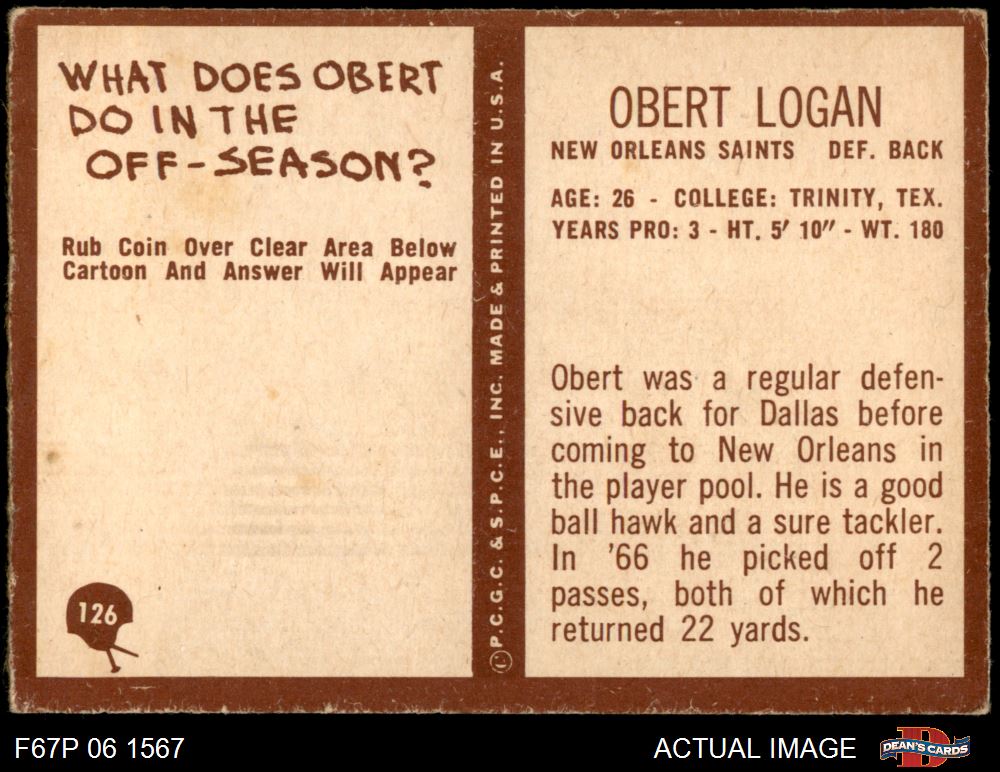 WHAT DOES OBERT
DO IN THE
OFF-SEASON?
Rub Coin Over Clear Area Below
Cartoon And Answer Will Appear
126
© P.C.G.C. & S.P.C.E., INC. MADE & PRINTED IN U.S.A.
OBERT LOGAN
NEW ORLEANS SAINTS DEF. BACK
AGE: 26 - COLLEGE: TRINITY, TEX.
YEARS PRO: 3 - HT. 5' 10" - WT. 180
Obert was a regular defen-
sive back for Dallas before
coming to New Orleans in
the player pool. He is a good
ball hawk and a sure tackler.
In '66 he picked off 2
passes, both of which he
returned 22 yards.
F67P 06 1567
ACTUAL IMAGE
D
DEAN'S CARDS